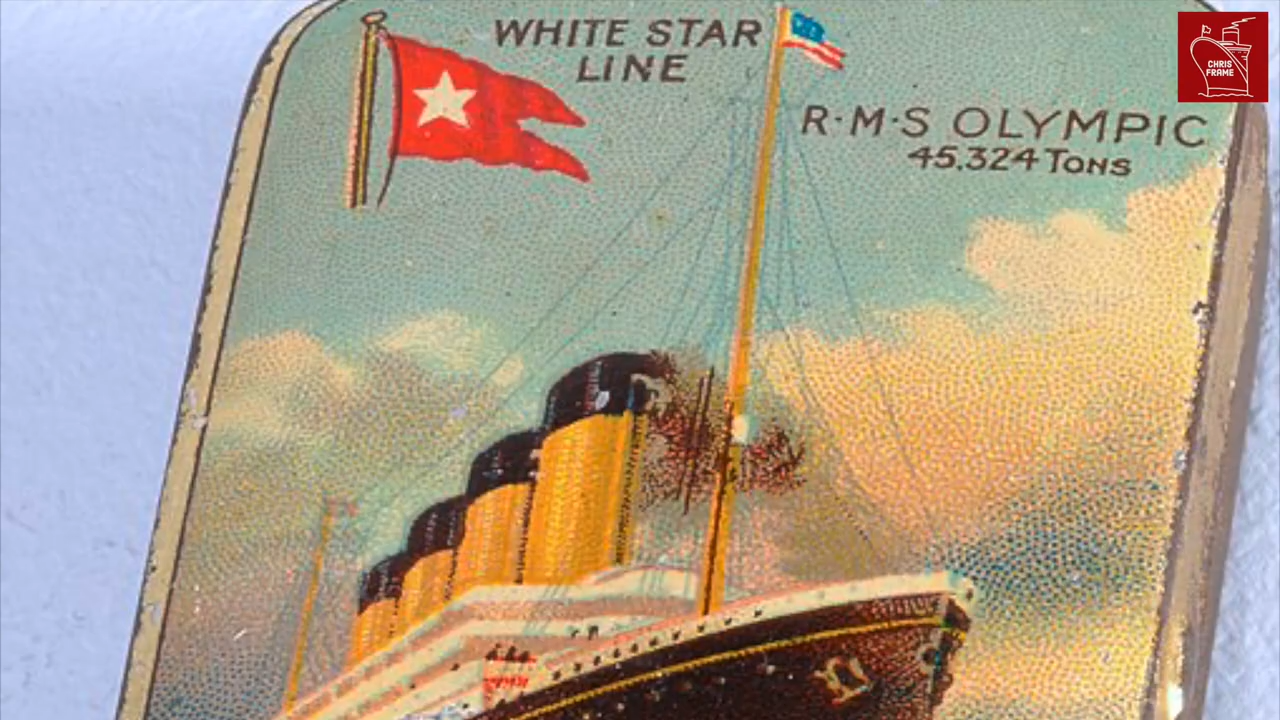 WHITE STAR
LINE
R·M·S OLYMPIC
45,324 TONS
CHRIS
FRAME